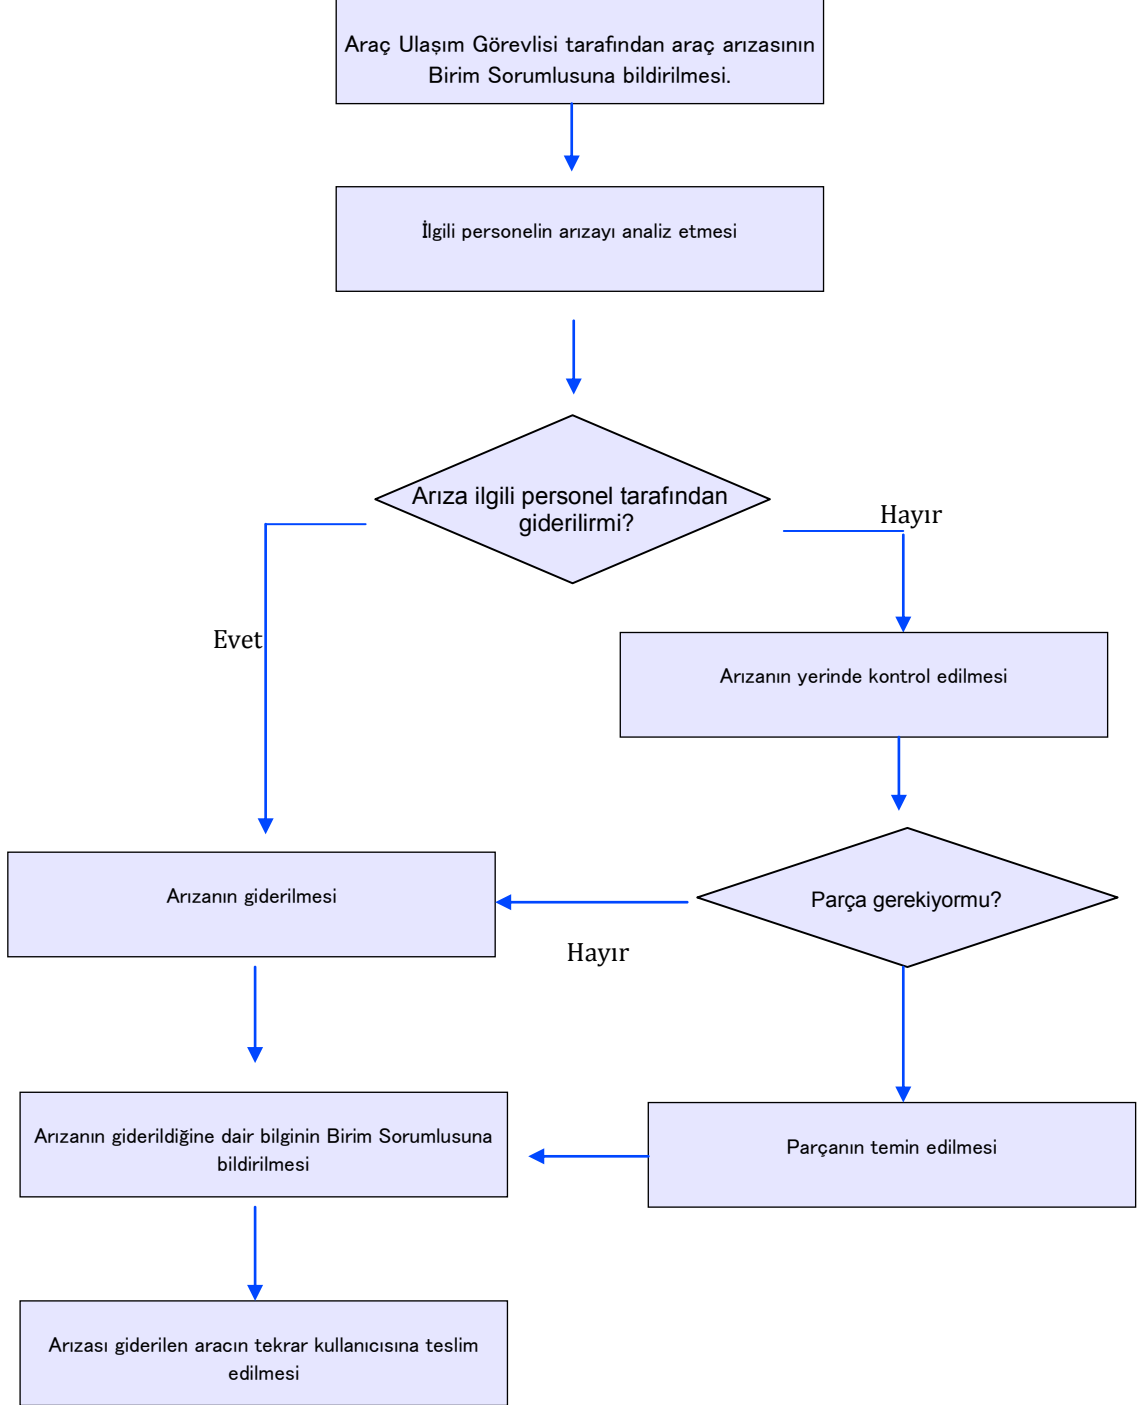 Araç Ulaşım Görevlisi tarafından araç arızasının
Birim Sorumlusuna bildirilmesi.
İlgili personelin arızayı analiz etmesi
Arıza ilgili personel tarafından
giderilirmi?
Hayır
Evet
Arızanın yerinde kontrol edilmesi
Arızanın giderilmesi
Parça gerekiyormu?
Hayır
Arızanın giderildiğine dair bilginin Birim Sorumlusuna
bildirilmesi
Parçanın temin edilmesi
Arızası giderilen aracın tekrar kullanıcısına teslim
edilmesi